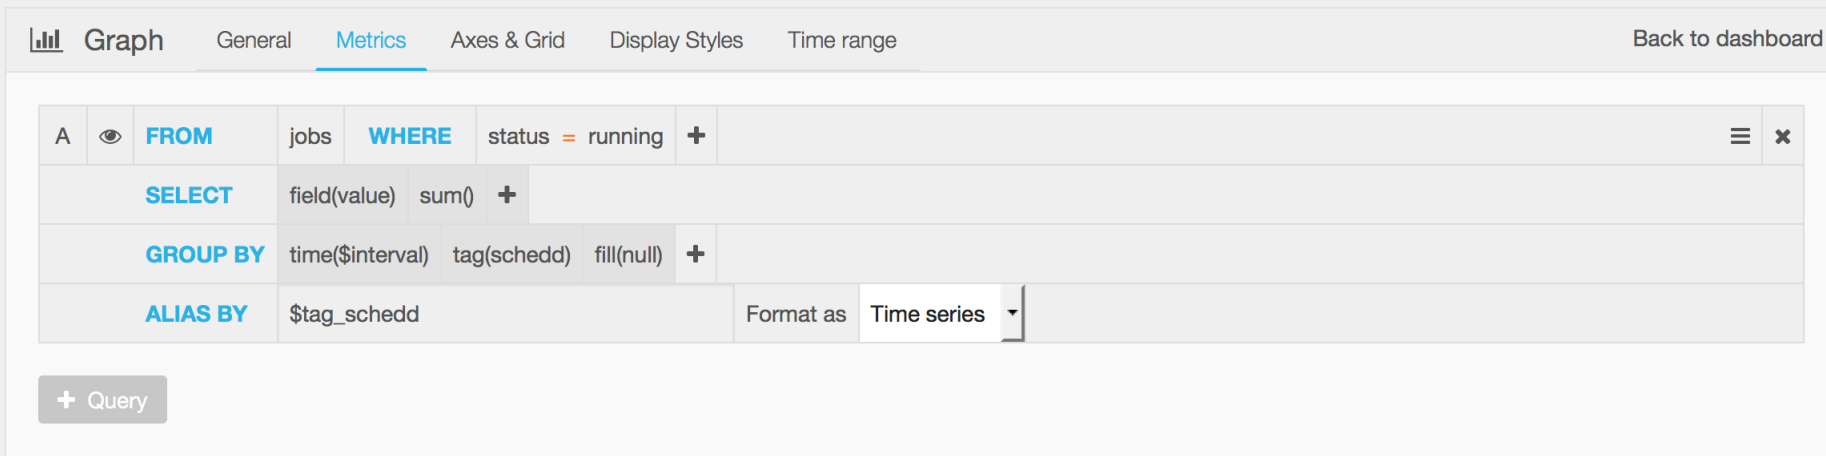 Graph General Metrics Axes & Grid Display Styles Time range Back to dashboard
A FROM jobs WHERE status = running
SELECT field(value) sum()
GROUP BY time($interval) tag(schedd) fill(null)
ALIAS BY $tag_schedd Format as Time series
+ Query